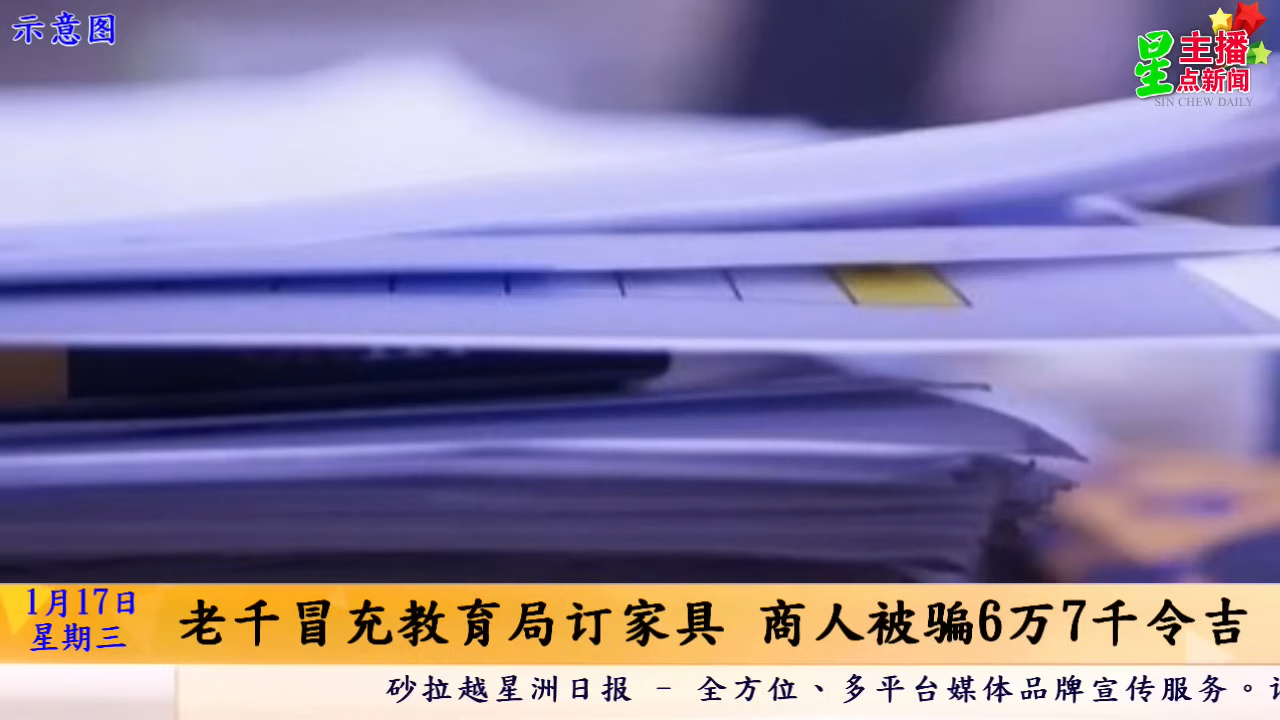 示意图
星 主播
点新闻
SIN CHEW DAILY
1月17日
星期三
老千冒充教育局订家具 商人被骗6万7千令吉
砂拉越星洲日报 - 全方位、多平台媒体品牌宣传服务。